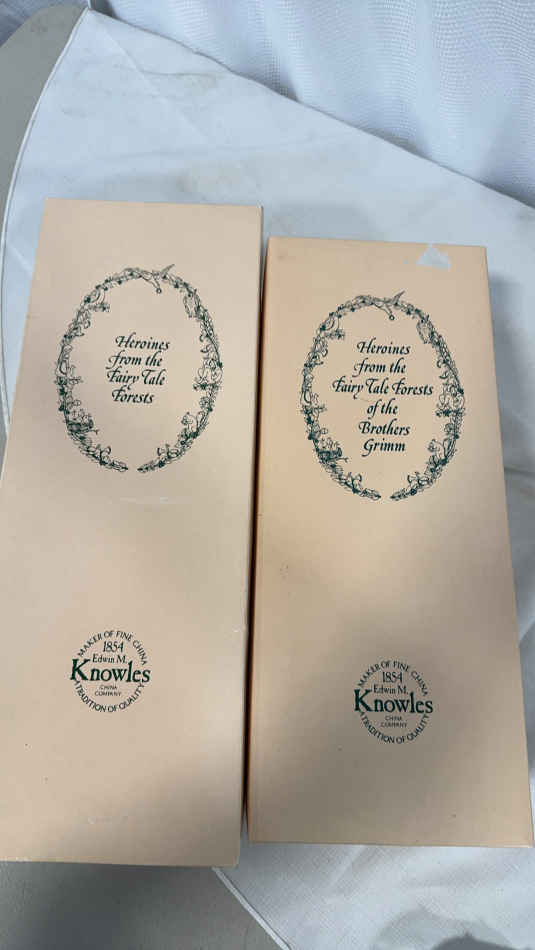 Heroines
from the
Fairy Tale
Forests
MAKER OF FINE CHINA
1854
Edwin M.
Knowles
CHINA
COMPANY
TRADITION OF QUALITY
Heroines
from the
Fairy Tale Forests
of the
Brothers
Grimm
MAKER OF FINE CHINA
1854
Edwin M.
Knowles
CHINA
COMPANY
TRADITION OF QUALITY